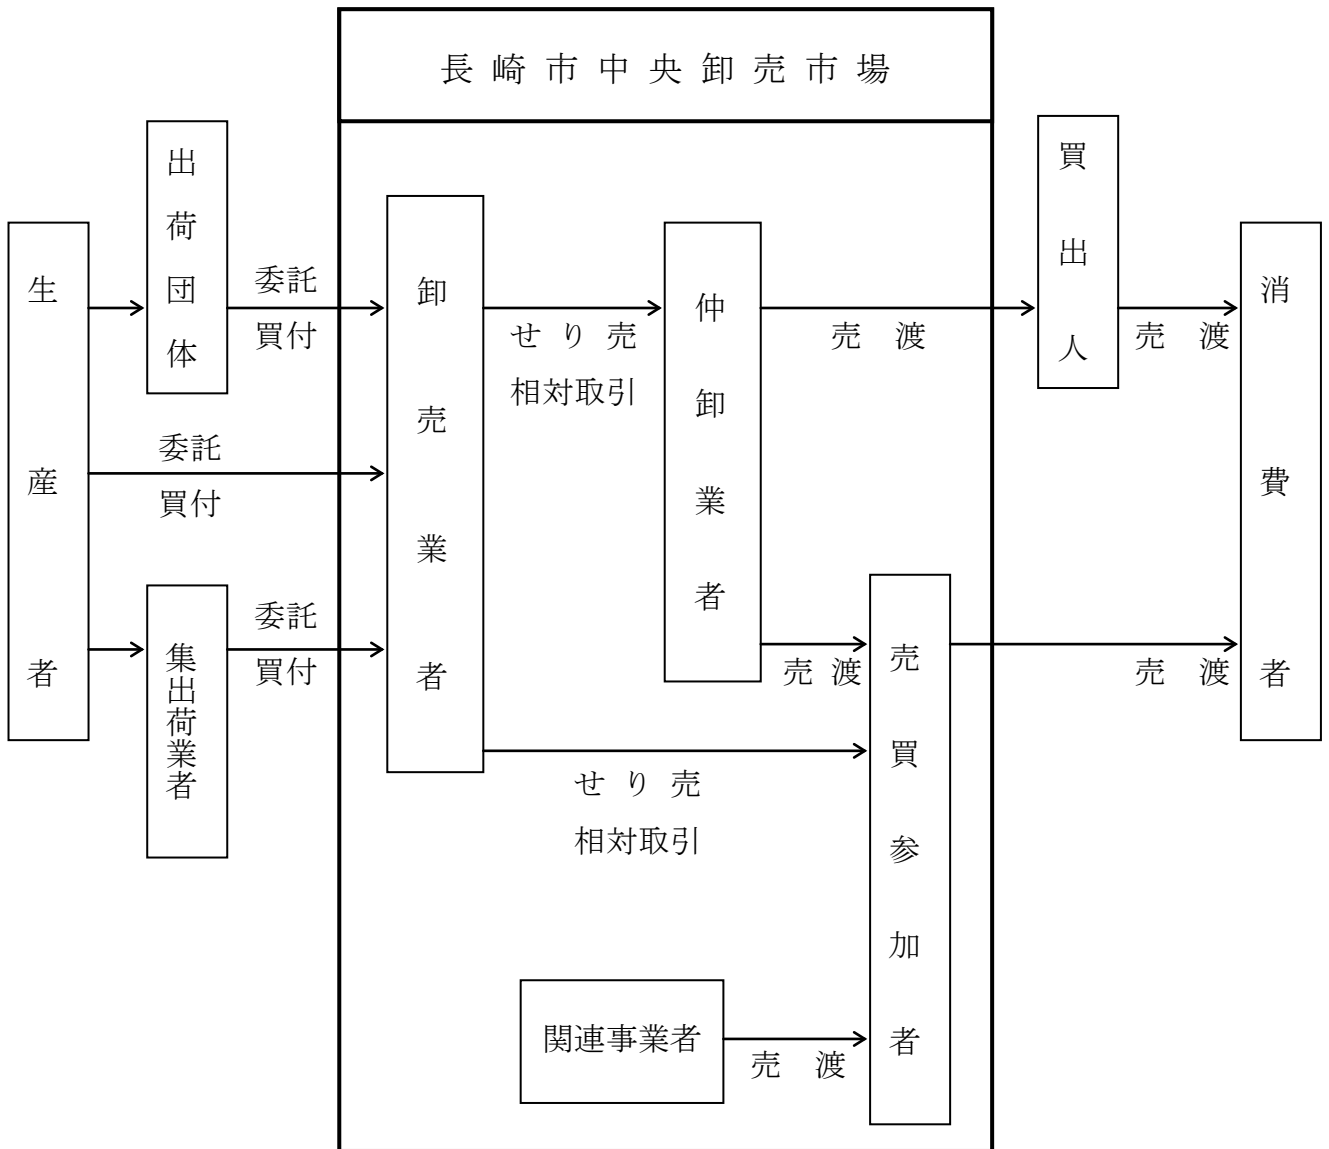 長崎市中央卸売市場
生産者
出荷団体
委託
買付
委託
買付
集出荷業者
委託
買付
卸売業者
せり売
相対取引
仲卸業者
売渡
買出人
売渡
消費者
売渡
売買参加者
売渡
せり売
相対取引
関連事業者
売渡